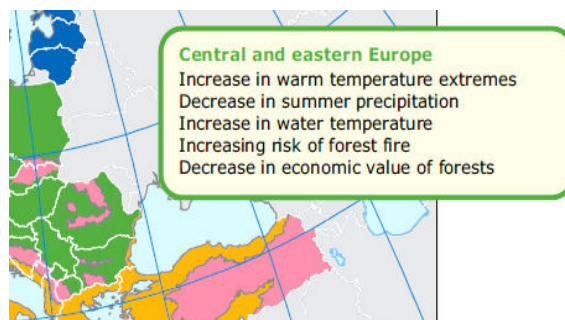 Central and eastern Europe
Increase in warm temperature extremes
Decrease in summer precipitation
Increase in water temperature
Increasing risk of forest fire
Decrease in economic value of forests